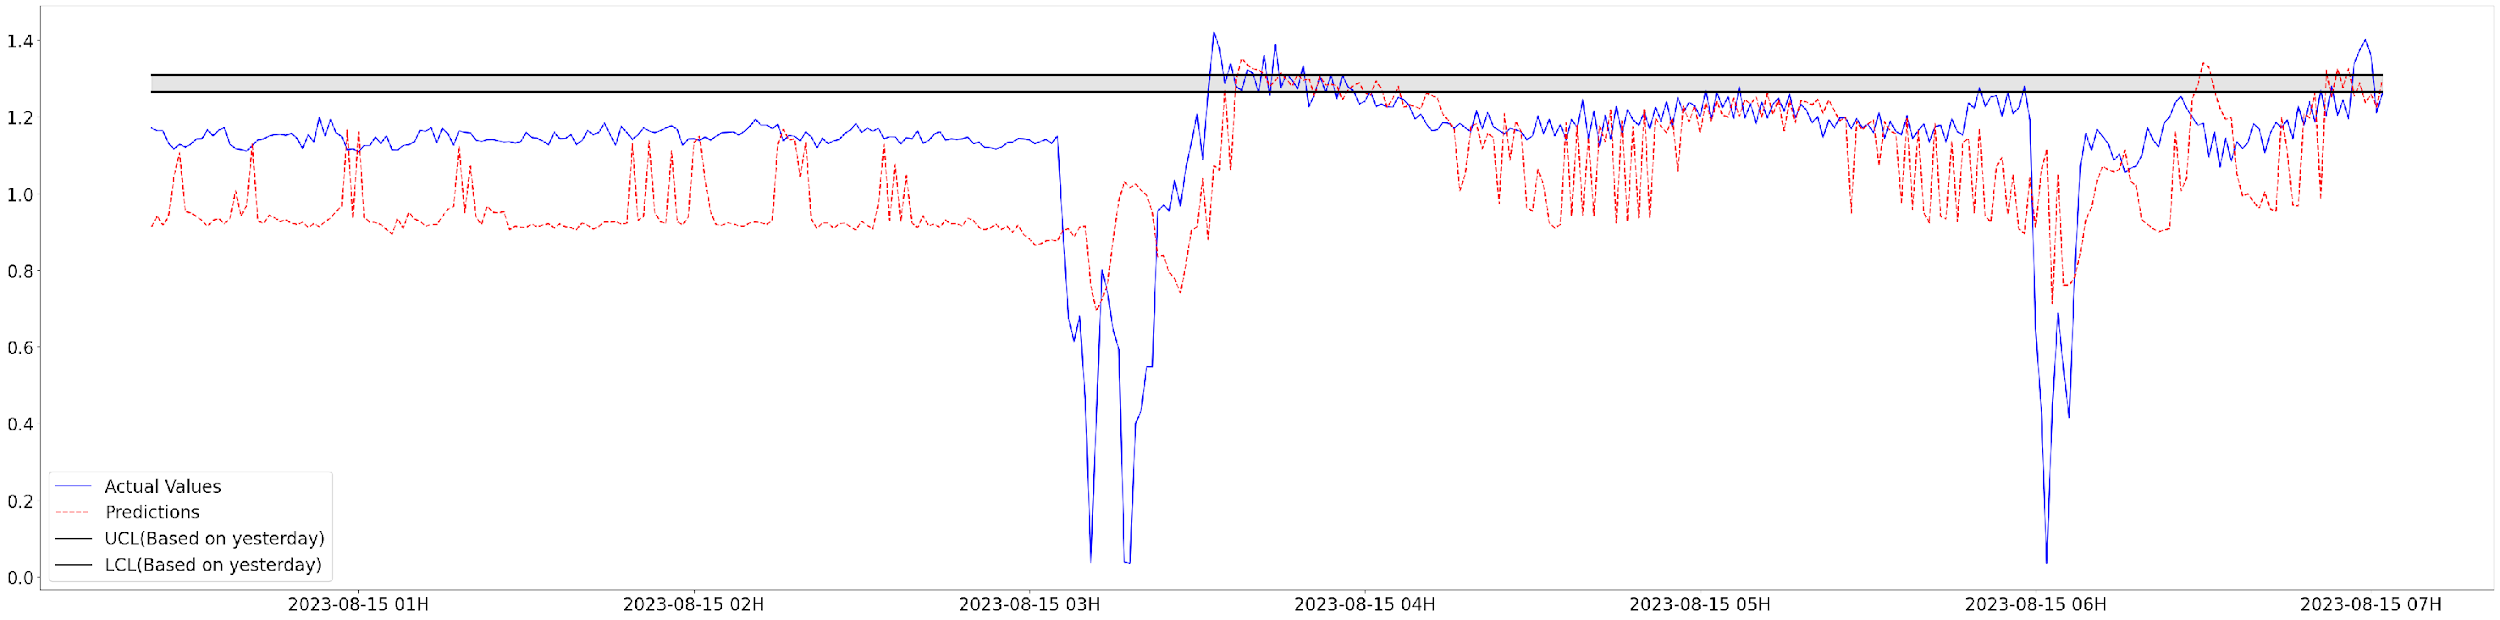 1.4
1.2
1.0
0.8
0.6
0.4
0.2
0.0
Actual Values
Predictions
UCL(Based on yesterday)
LCL(Based on yesterday)
2023-08-15 01H
2023-08-15 02H
2023-08-15 03H
2023-08-15 04H
2023-08-15 05H
2023-08-15 06H
2023-08-15 07H